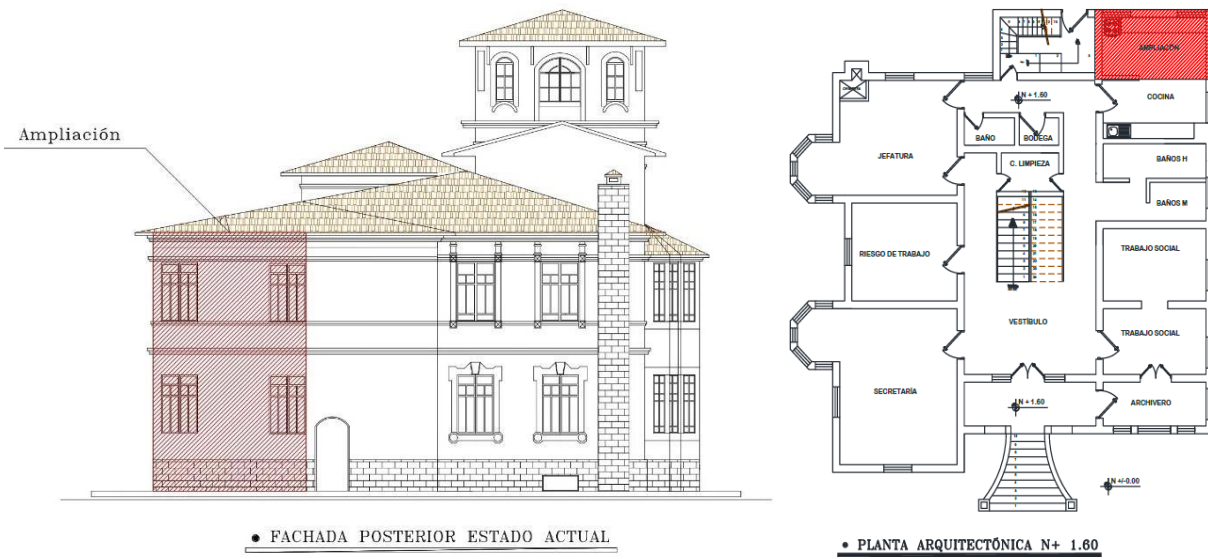 Ampliación
• FACHADA POSTERIOR ESTADO ACTUAL
AMPLIACIÓN
COCINA
N + 1.60
BAÑO
BODEGA
JEFATURA
C. LIMPIEZA
BAÑOS H
BAÑOS M
RIESGO DE TRABAJO
TRABAJO SOCIAL
VESTÍBULO
TRABAJO SOCIAL
SECRETARÍA
N + 1.60
ARCHIVERO
N +/-0.00
• PLANTA ARQUITECTÓNICA N+ 1.60